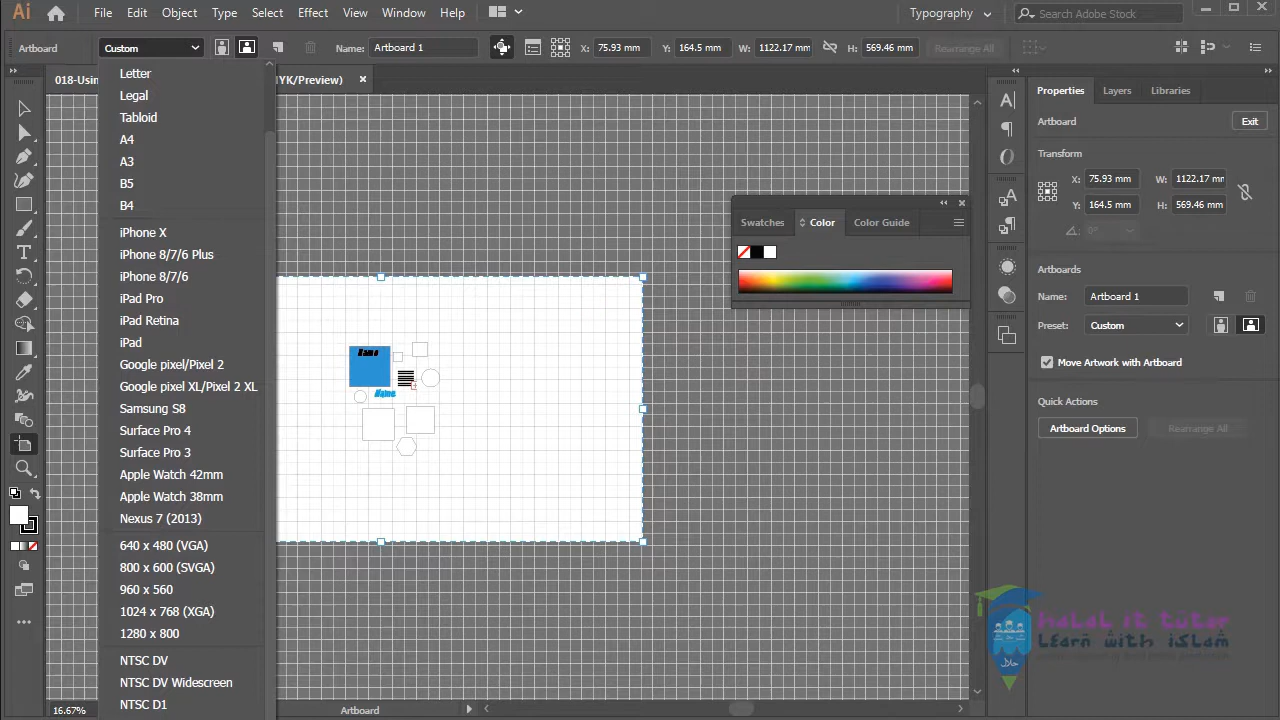 Ai
File Edit Object Type Select Effect View Window Help
Typography
Search Adobe Stock
Artboard
Custom
Name: Artboard 1
X: 75.93 mm Y: 164.5 mm W: 1122.17 mm H: 569.46 mm
Rearrange All
018-Usin
YK/Preview)
Letter
Legal
Tabloid
A4
A3
B5
B4
iPhone X
iPhone 8/7/6 Plus
iPhone 8/7/6
iPad Pro
iPad Retina
iPad
Google pixel/Pixel 2
Google pixel XL/Pixel 2 XL
Samsung S8
Surface Pro 4
Surface Pro 3
Apple Watch 42mm
Apple Watch 38mm
Nexus 7 (2013)
640 x 480 (VGA)
800 x 600 (SVGA)
960 x 560
1024 x 768 (XGA)
1280 x 800
NTSC DV
NTSC DV Widescreen
NTSC D1
Name
Name
Swatches Color Color Guide
Properties Layers Libraries
Artboard Exit
Transform
X: 75.93 mm W: 1122.17 mr
Y: 164.5 mm H: 569.46 mm
0°
Artboards
Name: Artboard 1
Preset: Custom
Move Artwork with Artboard
Quick Actions
Artboard Options Rearrange All
Halal it tutor
Learn with islam
حلال
16.67%
Artboard